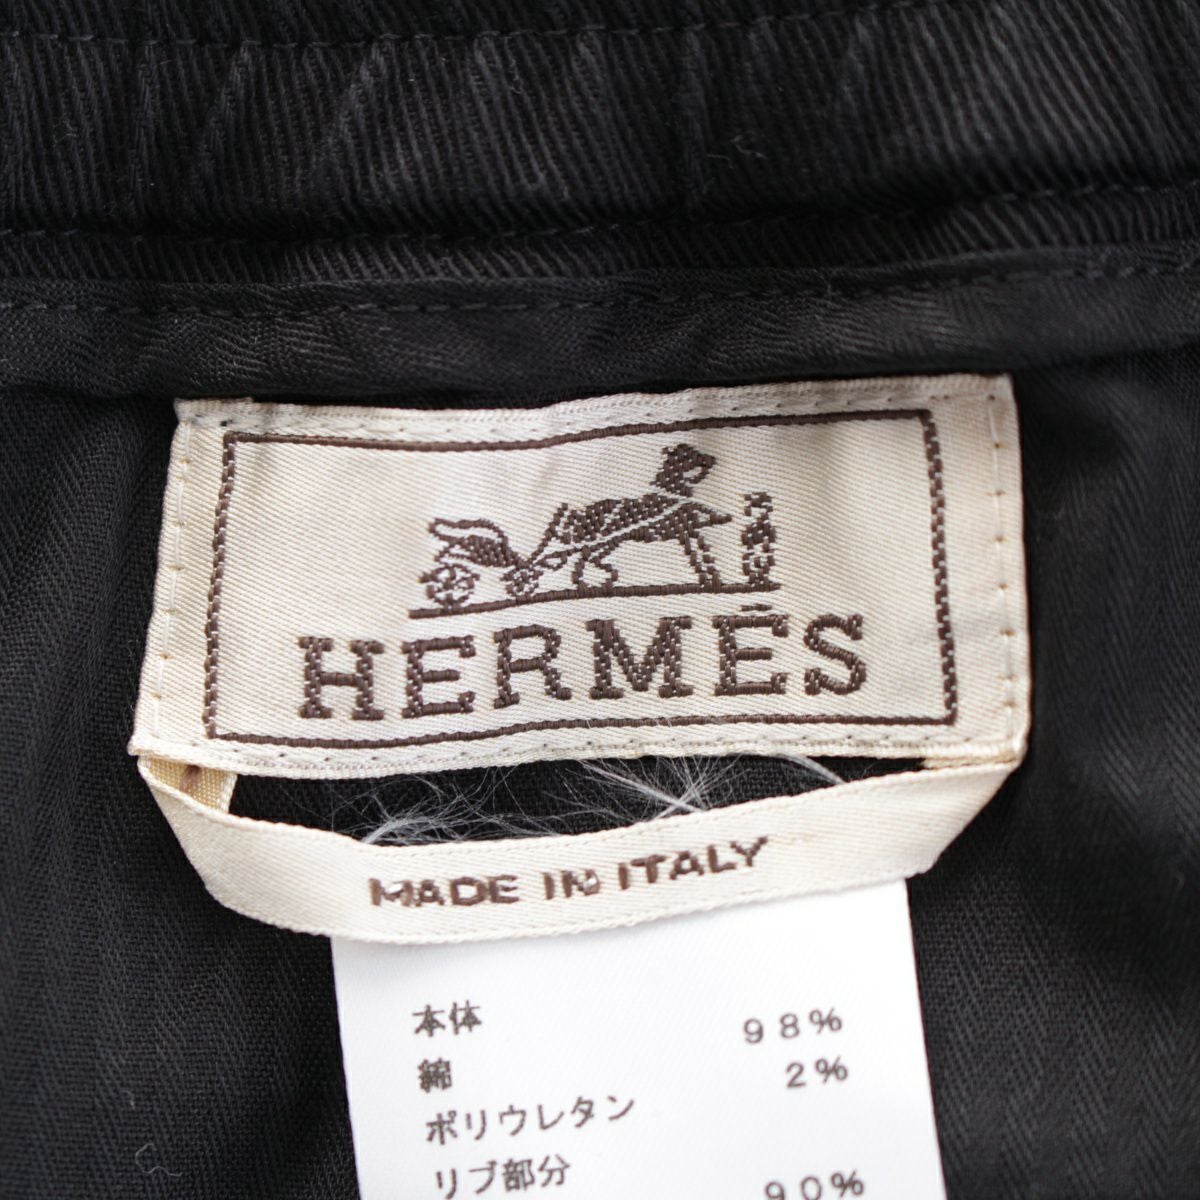 HERMÈS
MADE IN ITALY
本体 98%
綿 2%
ポリウレタン
リブ部分 90%